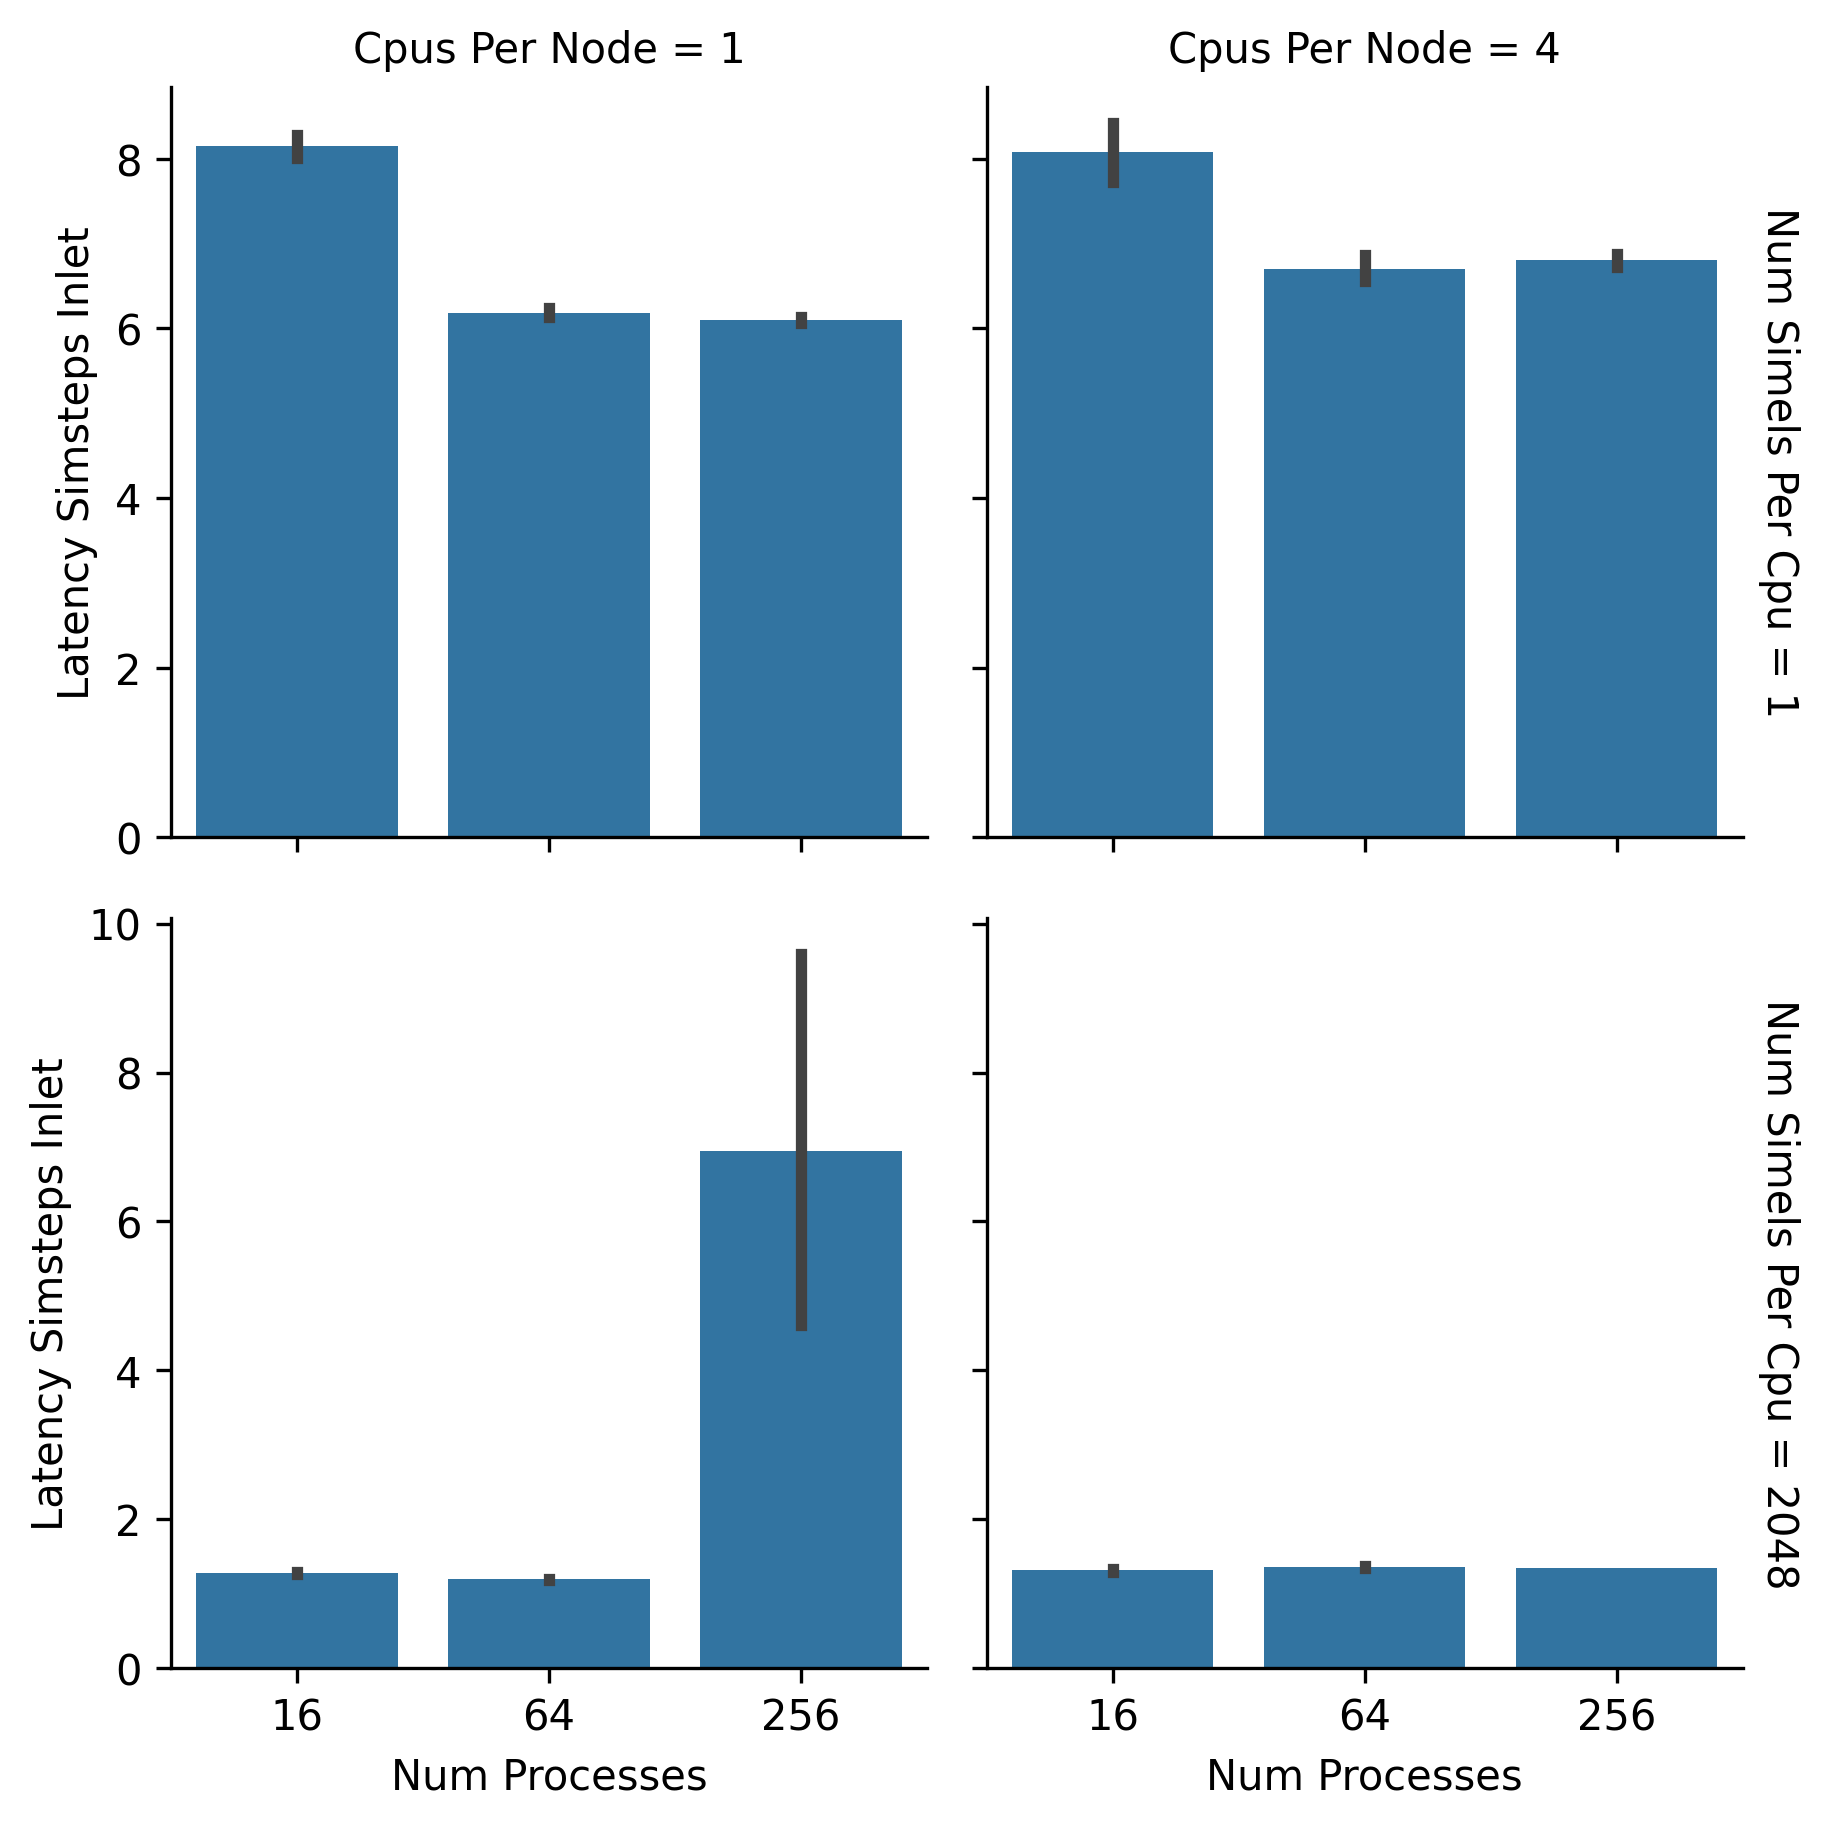 Cpus Per Node = 1
Cpus Per Node = 4
8
6
4
2
0
Latency Simsteps Inlet
Num Simels Per Cpu = 1
10
8
6
4
2
0
Latency Simsteps Inlet
Num Simels Per Cpu = 2048
16 64 256
16 64 256
Num Processes
Num Processes